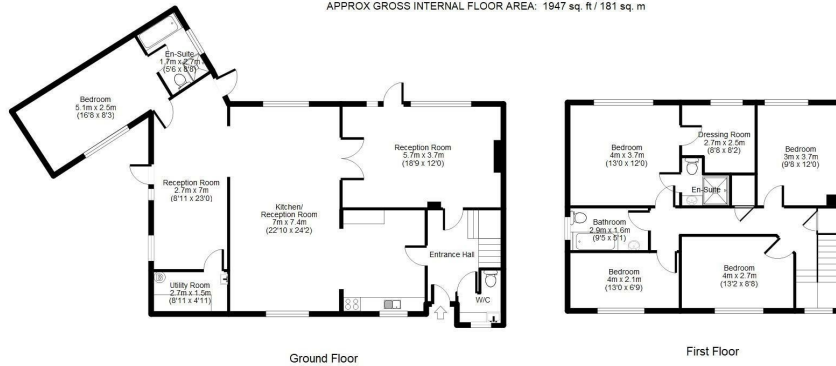 APPROX GROSS INTERNAL FLOOR AREA: 1947 sq. ft / 181 sq. m
En-Suite
1.7m x 2.7m
(5'6 x 8'8)
Bedroom
5.1m x 2.5m
(16'8 x 8'3)
Reception Room
2.7m x 7m
(8'11 x 23'0)
Utility Room
2.7m x 1.5m
(8'11 x 4'11)
Kitchen/
Reception Room
7m x 7.4m
(22'10 x 24'2)
Reception Room
5.7m x 3.7m
(18'9 x 12'0)
Entrance Hall
W/C
Ground Floor
Bedroom
4m x 3.7m
(13'0 x 12'0)
Dressing Room
2.7m x 2.5m
(8'8 x 8'2)
Bedroom
3m x 3.7m
(9'8 x 12'0)
En-Suite
Bathroom
2.9m x 1.6m
(9'5 x 5'1)
Bedroom
4m x 2.1m
(13'0 x 6'9)
Bedroom
4m x 2.7m
(13'2 x 8'8)
First Floor